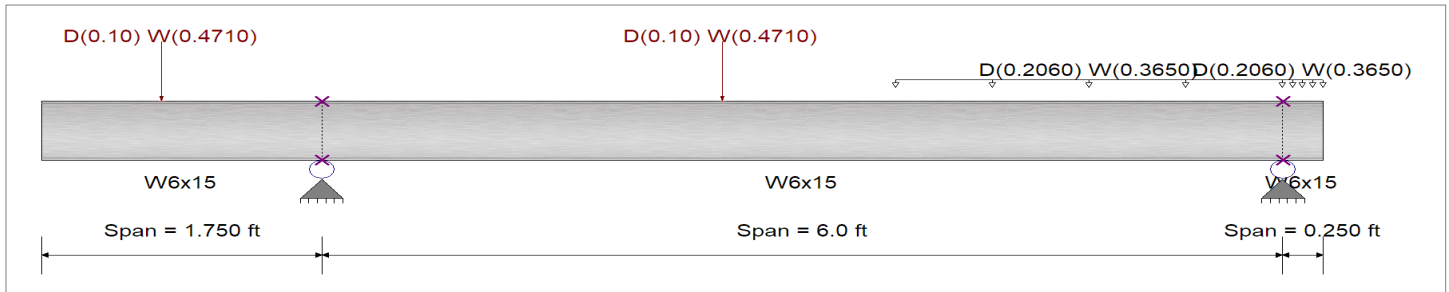 D(0.10) W(0.4710) D(0.10) W(0.4710)
D(0.2060) W(0.3650) D(0.2060) W(0.3650)
W6x15 W6x15 W6x15
Span = 1.750 ft Span = 6.0 ft Span = 0.250 ft